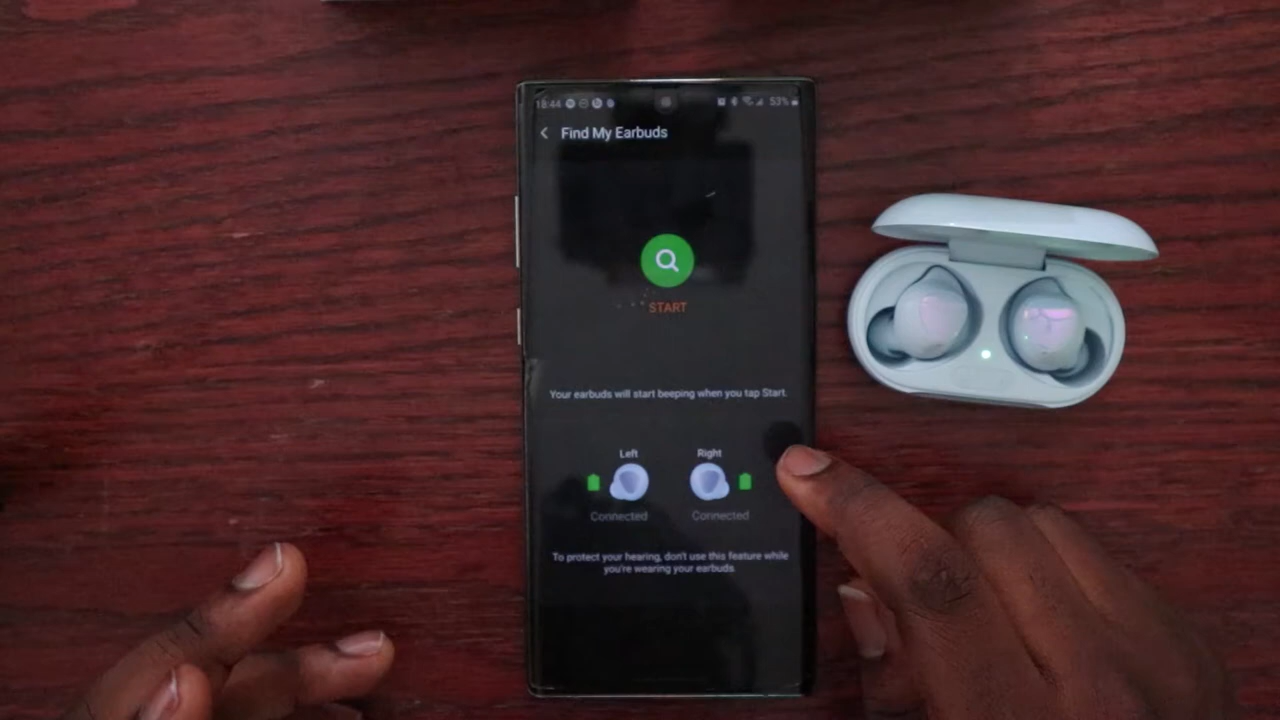 18:44 53%
Find My Earbuds
START
Your earbuds will start beeping when you tap Start.
Left Right
Connected Connected
To protect your hearing, don't use this feature while
you're wearing your earbuds.